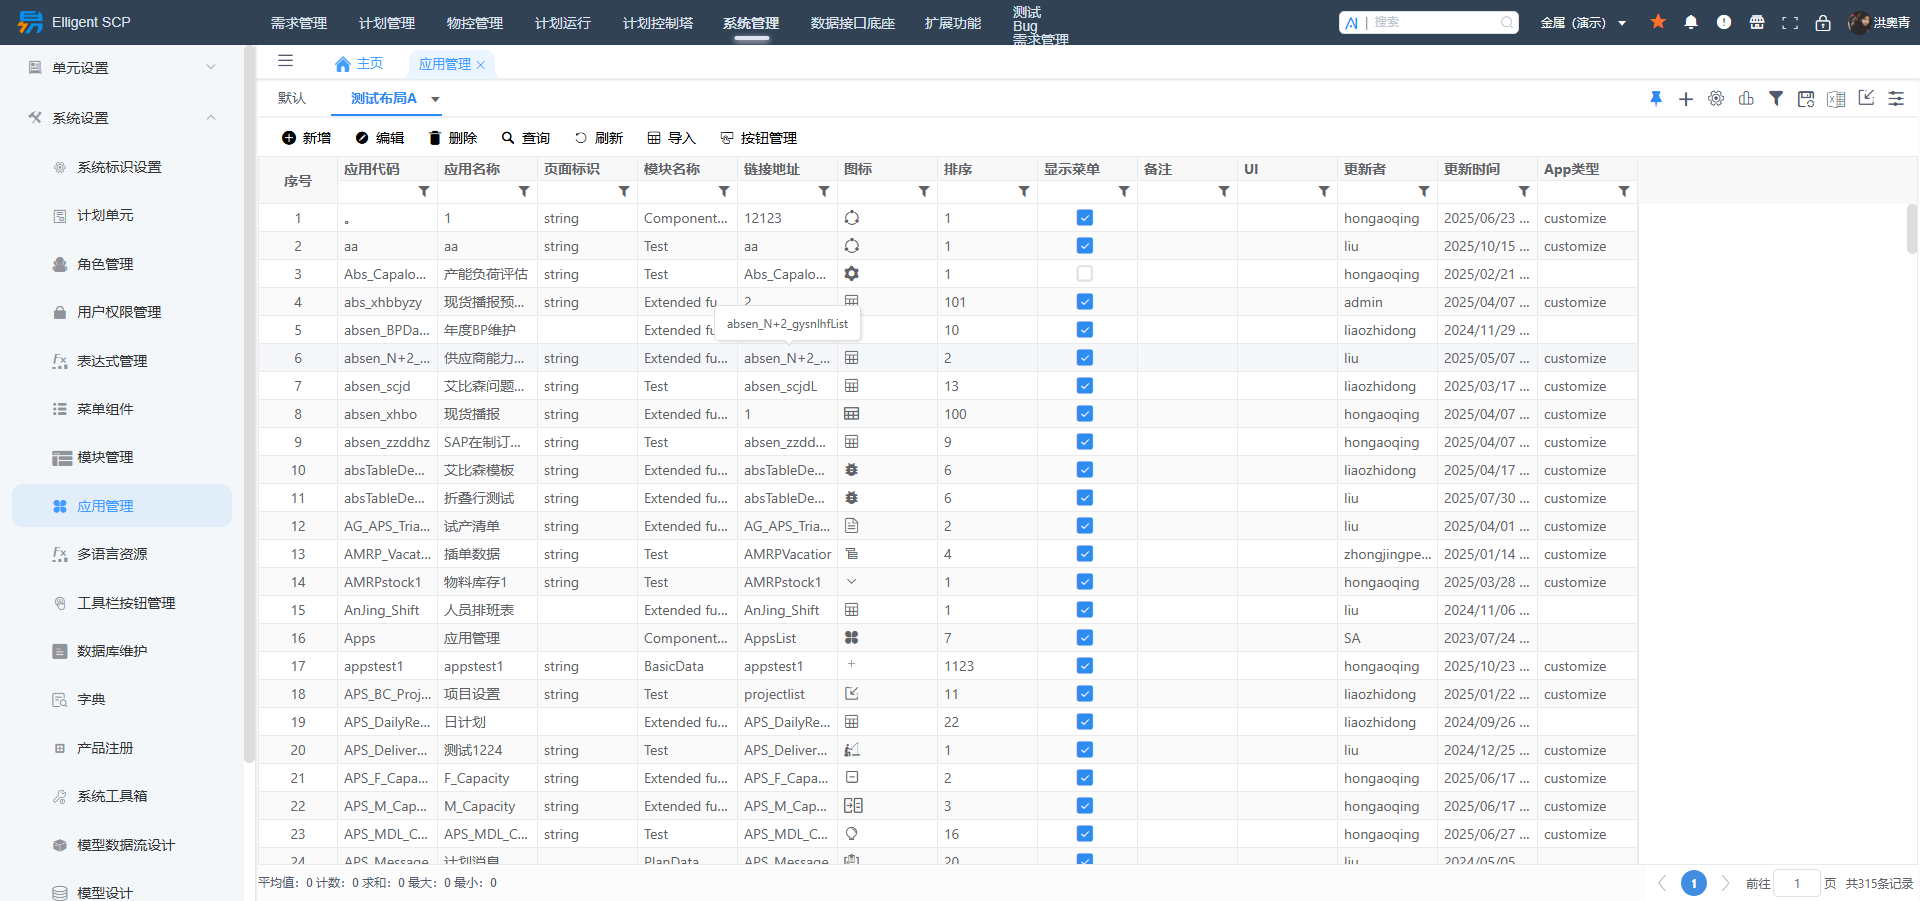 Elligent SCP
需求管理 计划管理 物控管理 计划运行 计划控制塔 系统管理 数据接口底座 扩展功能 测试Bug需求管理
AI | 搜索
金属（演示）
洪奥青
单元设置
系统设置
系统标识设置
计划单元
角色管理
用户权限管理
表达式管理
菜单组件
模块管理
应用管理
多语言资源
工具栏按钮管理
数据库维护
字典
产品注册
系统工具箱
模型数据流设计
模型设计
主页 应用管理 ×
默认 测试布局A
新增 编辑 删除 查询 刷新 导入 按钮管理
序号 应用代码 应用名称 页面标识 模块名称 链接地址 图标 排序 显示菜单 备注 UI 更新者 更新时间 App类型
1 。 1 string Component... 12123 1 hongaoqing 2025/06/23 ... customize
2 aa aa string Test aa 1 liu 2025/10/15 ... customize
3 Abs_Capalo... 产能负荷评估 string Test Abs_Capalo... 1 hongaoqing 2025/02/21 ...
4 abs_xhbbyzy 现货播报预... string Extended fu 2 101 admin 2025/04/07 ... customize
absen_N+2_gysnlhfList
5 absen_BPDa... 年度BP维护 Extended fu 10 liaozhidong 2024/11/29 ...
6 absen_N+2_... 供应商能力... string Extended fu... absen_N+2_... 2 liu 2025/05/07 ... customize
7 absen_scjd 艾比森问题... string Test absen_scjdL 13 liaozhidong 2025/03/17 ... customize
8 absen_xhbo 现货播报 string Extended fu... 1 100 hongaoqing 2025/04/07 ... customize
9 absen_zzddhz SAP在制订... string Test absen_zzdd... 9 hongaoqing 2025/04/07 ... customize
10 absTableDe... 艾比森模板 string Extended fu... absTableDe... 6 liaozhidong 2025/04/17 ... customize
11 absTableDe... 折叠行测试 string Extended fu... absTableDe... 6 liu 2025/07/30 ... customize
12 AG_APS_Tria... 试产清单 string Extended fu... AG_APS_Tria... 2 liu 2025/04/01 ... customize
13 AMRP_Vacat... 插单数据 string Test AMRPVacatior 4 zhongjingpe... 2025/01/14 ... customize
14 AMRPstock1 物料库存1 string Test AMRPstock1 1 hongaoqing 2025/03/28 ... customize
15 AnJing_Shift 人员排班表 Extended fu... AnJing_Shift 1 liu 2024/11/06 ...
16 Apps 应用管理 Component... AppsList 7 SA 2023/07/24 ...
17 appstest1 appstest1 string BasicData appstest1 1123 hongaoqing 2025/10/23 ... customize
18 APS_BC_Proj... 项目设置 string Test projectlist 11 liaozhidong 2025/01/22 ... customize
19 APS_DailyRe... 日计划 Extended fu... APS_DailyRe... 22 liaozhidong 2024/09/26 ...
20 APS_Deliver... 测试1224 string Test APS_Deliver... 1 liu 2024/12/25 ... customize
21 APS_F_Capa... F_Capacity string Extended fu... APS_F_Capa... 2 hongaoqing 2025/06/17 ... customize
22 APS_M_Cap... M_Capacity string Extended fu... APS_M_Cap... 3 hongaoqing 2025/06/17 ... customize
23 APS_MDL_C... APS_MDL_C... string Test APS_MDL_C... 16 hongaoqing 2025/06/27 ... customize
24 APS_Message 计划消息 PlanData APS_Message 20 liu 2024/05/05
平均值：0 计数：0 求和：0 最大：0 最小：0
1 前往 1 页 共315条记录